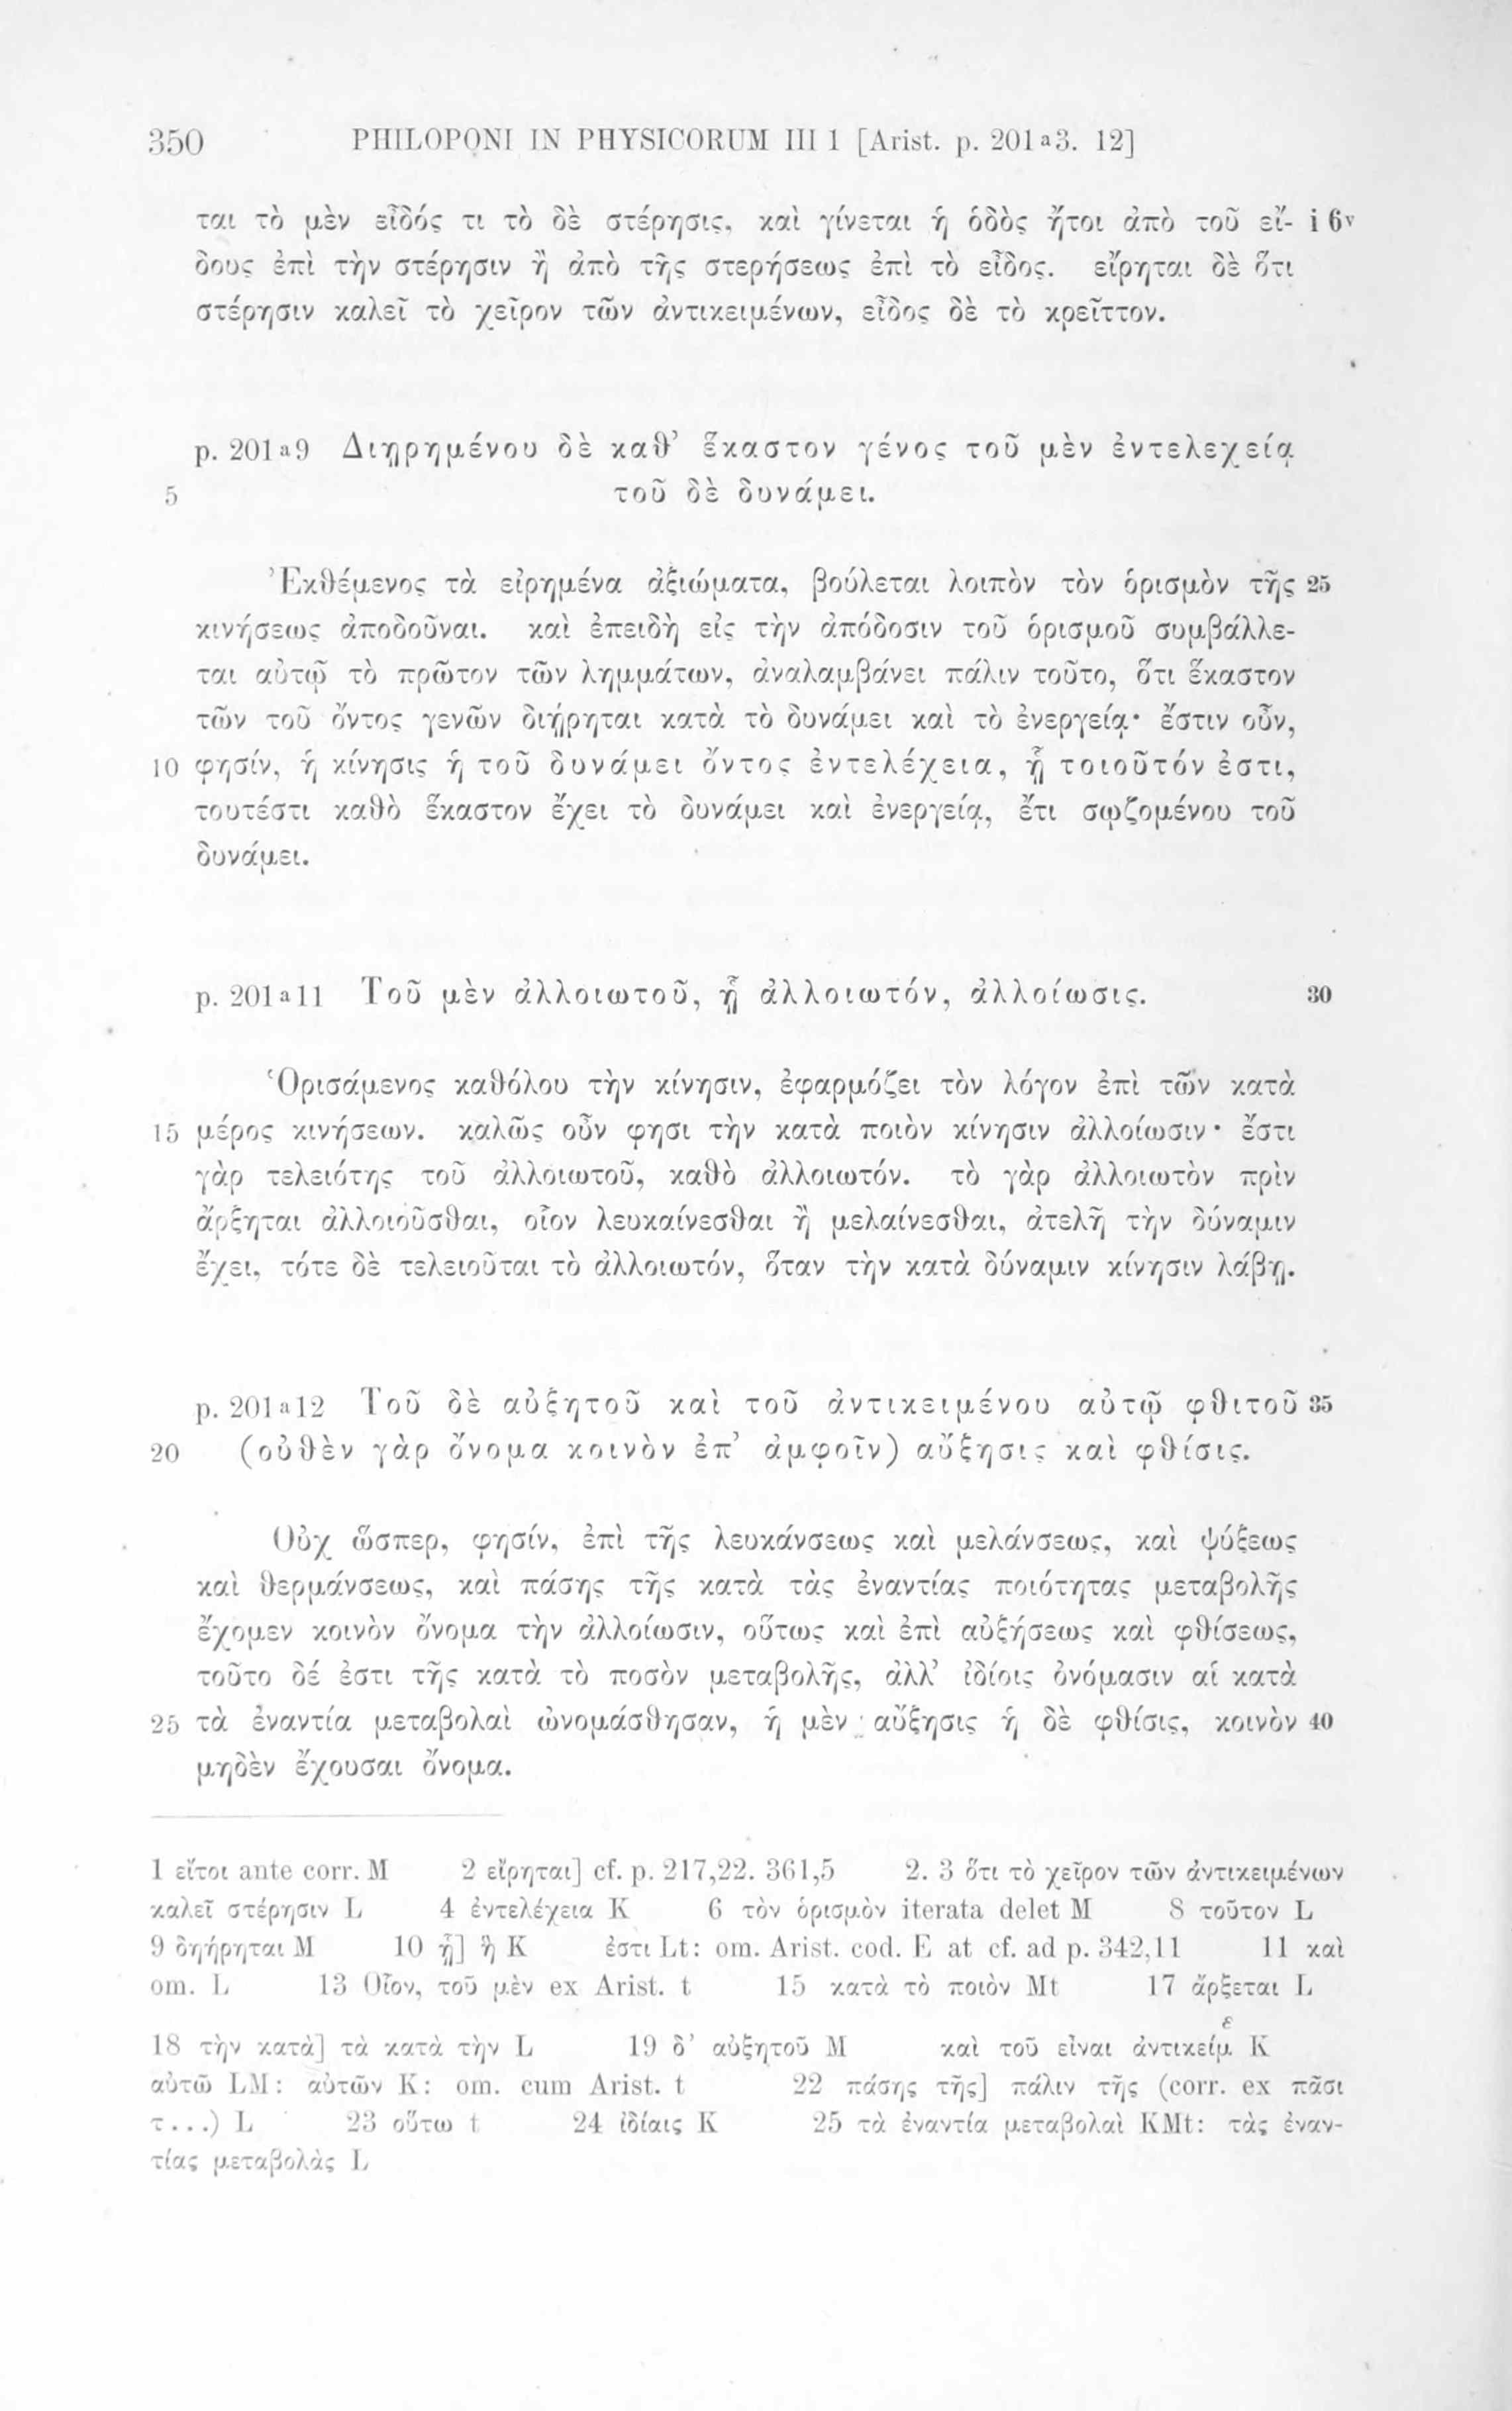 350 PHILOPONI IN PHYSICORUM III 1 [Arist. p. 201ᵃ3. 12]
ται τὸ μὲν εἶδός τι τὸ δὲ στέρησις, καὶ γίνεται ἡ ὁδὸς ἤτοι ἀπὸ τοῦ εἴ- i 6ᵛ
δους ἐπὶ τὴν στέρησιν ἢ ἀπὸ τῆς στερήσεως ἐπὶ τὸ εἶδος. εἴρηται δὲ ὅτι
στέρησιν καλεῖ τὸ χεῖρον τῶν ἀντικειμένων, εἶδος δὲ τὸ κρεῖττον.
p. 201ᵃ9 Διῃρημένου δὲ καθ’ ἕκαστον γένος τοῦ μὲν ἐντελεχείᾳ
5 τοῦ δὲ δυνάμει.
Ἐκθέμενος τὰ εἰρημένα ἀξιώματα, βούλεται λοιπὸν τὸν ὁρισμὸν τῆς 25
κινήσεως ἀποδοῦναι. καὶ ἐπειδὴ εἰς τὴν ἀπόδοσιν τοῦ ὁρισμοῦ συμβάλλε-
ται αὐτῷ τὸ πρῶτον τῶν λημμάτων, ἀναλαμβάνει πάλιν τοῦτο, ὅτι ἕκαστον
τῶν τοῦ ὄντος γενῶν διῄρηται κατὰ τὸ δυνάμει καὶ τὸ ἐνεργείᾳ· ἔστιν οὖν,
10 φησίν, ἡ κίνησις ἡ τοῦ δυνάμει ὄντος ἐντελέχεια, ᾗ τοιοῦτόν ἐστι,
τουτέστι καθὸ ἕκαστον ἔχει τὸ δυνάμει καὶ ἐνεργείᾳ, ἔτι σῳζομένου τοῦ
δυνάμει.
p. 201ᵃ11 Τοῦ μὲν ἀλλοιωτοῦ, ᾗ ἀλλοιωτόν, ἀλλοίωσις. 30
Ὁρισάμενος καθόλου τὴν κίνησιν, ἐφαρμόζει τὸν λόγον ἐπὶ τῶν κατὰ
15 μέρος κινήσεων. καλῶς οὖν φησι τὴν κατὰ ποιὸν κίνησιν ἀλλοίωσιν· ἔστι
γὰρ τελειότης τοῦ ἀλλοιωτοῦ, καθὸ ἀλλοιωτόν. τὸ γὰρ ἀλλοιωτὸν πρὶν
ἄρξηται ἀλλοιοῦσθαι, οἷον λευκαίνεσθαι ἢ μελαίνεσθαι, ἀτελῆ τὴν δύναμιν
ἔχει, τότε δὲ τελειοῦται τὸ ἀλλοιωτόν, ὅταν τὴν κατὰ δύναμιν κίνησιν λάβῃ.
p. 201ᵃ12 Τοῦ δὲ αὐξητοῦ καὶ τοῦ ἀντικειμένου αὐτῷ φθιτοῦ 35
20 (οὐθὲν γὰρ ὄνομα κοινὸν ἐπ’ ἀμφοῖν) αὔξησις καὶ φθίσις.
Οὐχ ὥσπερ, φησίν, ἐπὶ τῆς λευκάνσεως καὶ μελάνσεως, καὶ ψύξεως
καὶ θερμάνσεως, καὶ πάσης τῆς κατὰ τὰς ἐναντίας ποιότητας μεταβολῆς
ἔχομεν κοινὸν ὄνομα τὴν ἀλλοίωσιν, οὕτως καὶ ἐπὶ αὐξήσεως καὶ φθίσεως,
τοῦτο δέ ἐστι τῆς κατὰ τὸ ποσὸν μεταβολῆς, ἀλλ’ ἰδίοις ὀνόμασιν αἱ κατὰ
25 τὰ ἐναντία μεταβολαὶ ὠνομάσθησαν, ἡ μὲν αὔξησις ἡ δὲ φθίσις, κοινὸν 40
μηδὲν ἔχουσαι ὄνομα.
1 εἴτοι ante corr. M 2 εἴρηται] cf. p. 217,22. 361,5 2. 3 ὅτι τὸ χεῖρον τῶν ἀντικειμένων
καλεῖ στέρησιν L 4 ἐντελέχεια K 6 τὸν ὁρισμὸν iterata delet M 8 τοῦτον L
9 δηήρηται M 10 ᾗ] ἢ K ἐστι Lt: om. Arist. cod. E at cf. ad p. 342,11 11 καὶ
om. L 13 Οἷον, τοῦ μὲν ex Arist. t 15 κατὰ τὸ ποιὸν Mt 17 ἄρξεται L
18 τὴν κατὰ] τὰ κατὰ τὴν L 19 δ’ αὐξητοῦ M καὶ τοῦ εἶναι ἀντικείμ ε K
αὐτῶ LM: αὐτῶν K: om. cum Arist. t 22 πάσης τῆς] πάλιν τῆς (corr. ex πᾶσι
τ...) L 23 οὕτω t 24 ἰδίαις K 25 τὰ ἐναντία μεταβολαὶ KMt: τὰς ἐναν-
τίας μεταβολὰς L